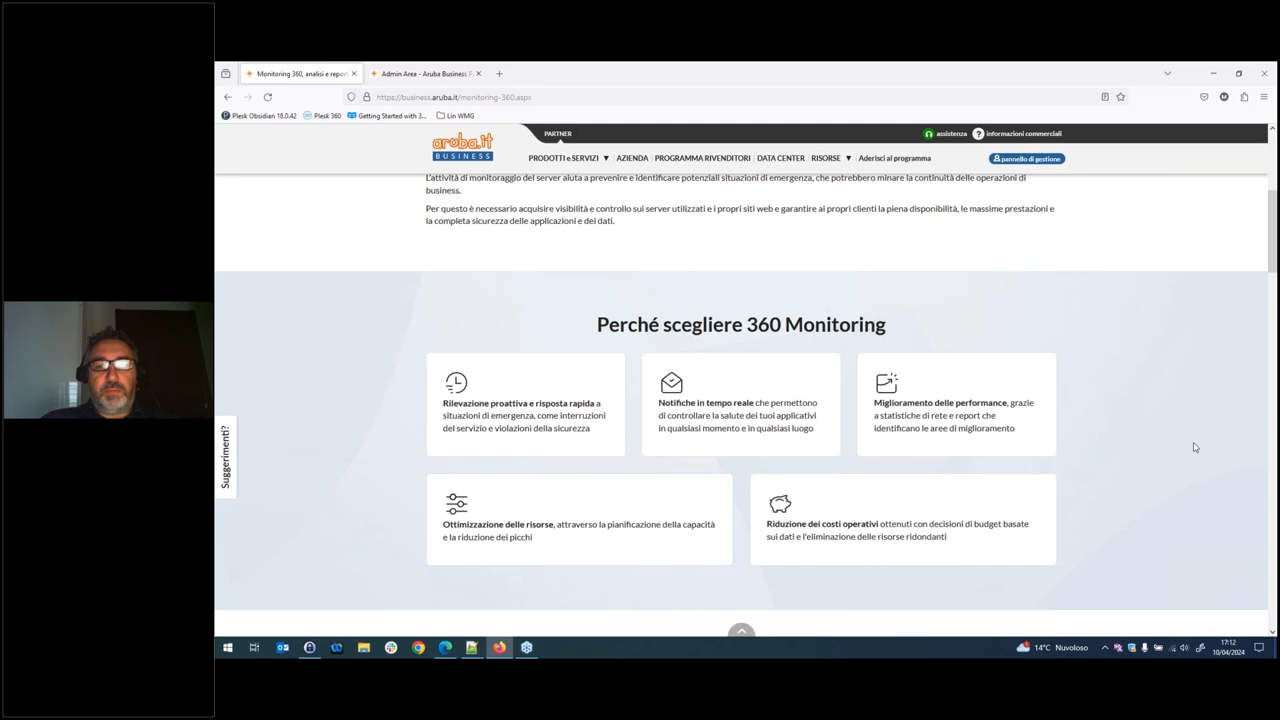 Monitoring 360, analisi e report
Admin Area - Aruba Business P
https://business.aruba.it/monitoring-360.aspx
Plesk Obsidian 18.0.42
Plesk 360
Getting Started with 3...
Lin WMG
aruba.it
BUSINESS
PARTNER
assistenza
informazioni commerciali
PRODOTTI e SERVIZI
AZIENDA
PROGRAMMA RIVENDITORI
DATA CENTER
RISORSE
Aderisci al programma
pannello di gestione
L'attività di monitoraggio del server aiuta a prevenire e identificare potenziali situazioni di emergenza, che potrebbero minare la continuità delle operazioni di
business.
Per questo è necessario acquisire visibilità e controllo sui server utilizzati e i propri siti web e garantire ai propri clienti la piena disponibilità, le massime prestazioni e
la completa sicurezza delle applicazioni e dei dati.
Perché scegliere 360 Monitoring
Rilevazione proattiva e risposta rapida a
situazioni di emergenza, come interruzioni
del servizio e violazioni della sicurezza
Notifiche in tempo reale che permettono
di controllare la salute dei tuoi applicativi
in qualsiasi momento e in qualsiasi luogo
Miglioramento delle performance, grazie
a statistiche di rete e report che
identificano le aree di miglioramento
Ottimizzazione delle risorse, attraverso la pianificazione della capacità
e la riduzione dei picchi
Riduzione dei costi operativi ottenuti con decisioni di budget basate
sui dati e l'eliminazione delle risorse ridondanti
Suggerimenti?
14°C Nuvoloso
17:12
10/04/2024